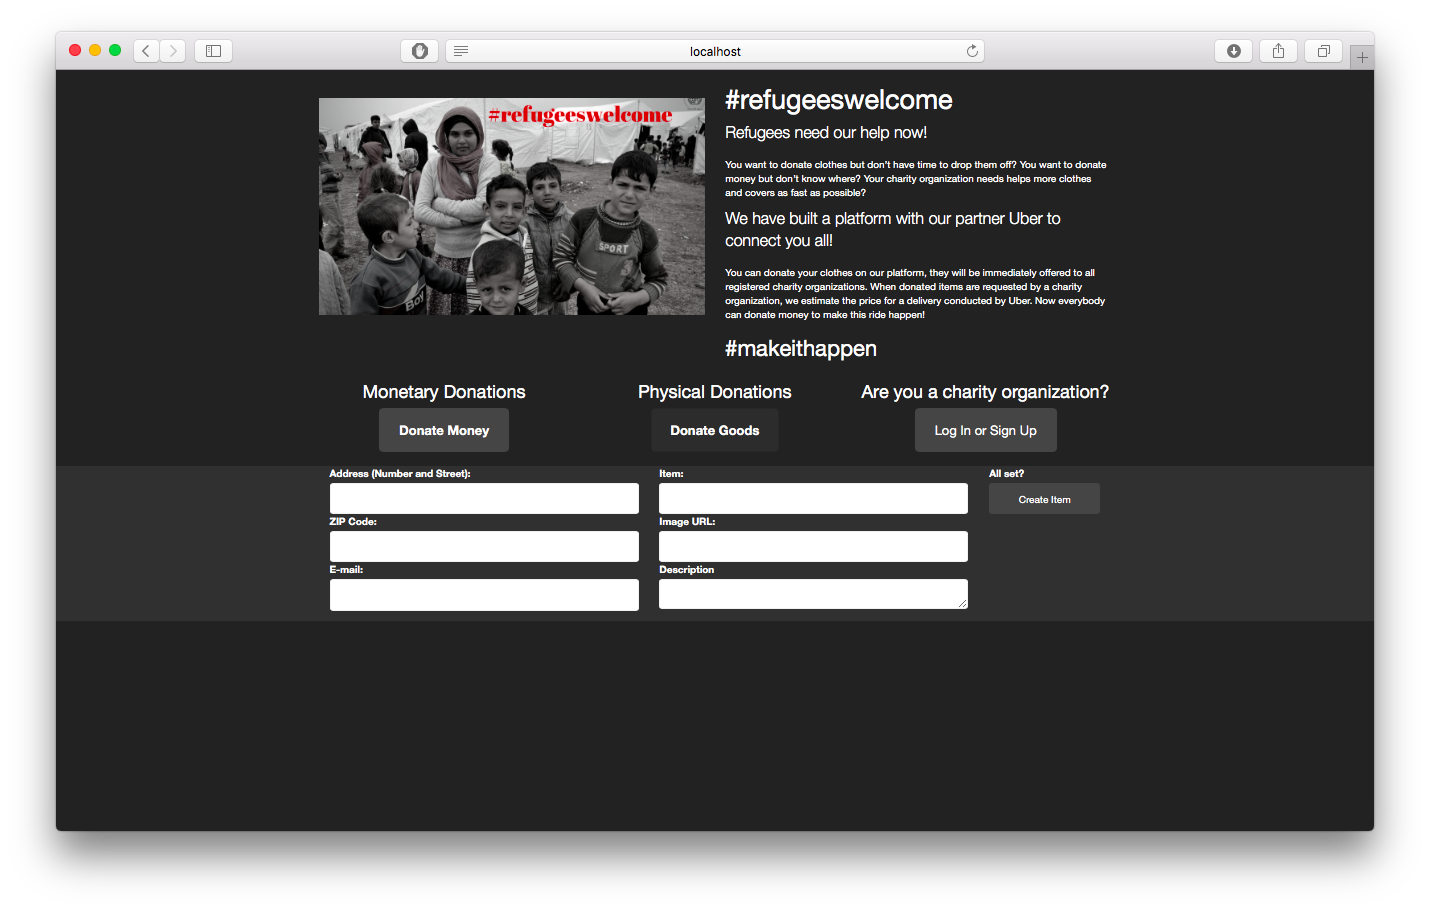 localhost
#refugeeswelcome
#refugeeswelcome
Refugees need our help now!
You want to donate clothes but don't have time to drop them off? You want to donate
money but don't know where? Your charity organization needs helps more clothes
and covers as fast as possible?
We have built a platform with our partner Uber to
connect you all!
You can donate your clothes on our platform, they will be immediately offered to all
registered charity organizations. When donated items are requested by a charity
organization, we estimate the price for a delivery conducted by Uber. Now everybody
can donate money to make this ride happen!
#makeithappen
SPORT
Boy
Monetary Donations
Physical Donations
Are you a charity organization?
Donate Money
Donate Goods
Log In or Sign Up
Address (Number and Street):
Item:
All set?
Create Item
ZIP Code:
Image URL:
E-mail:
Description